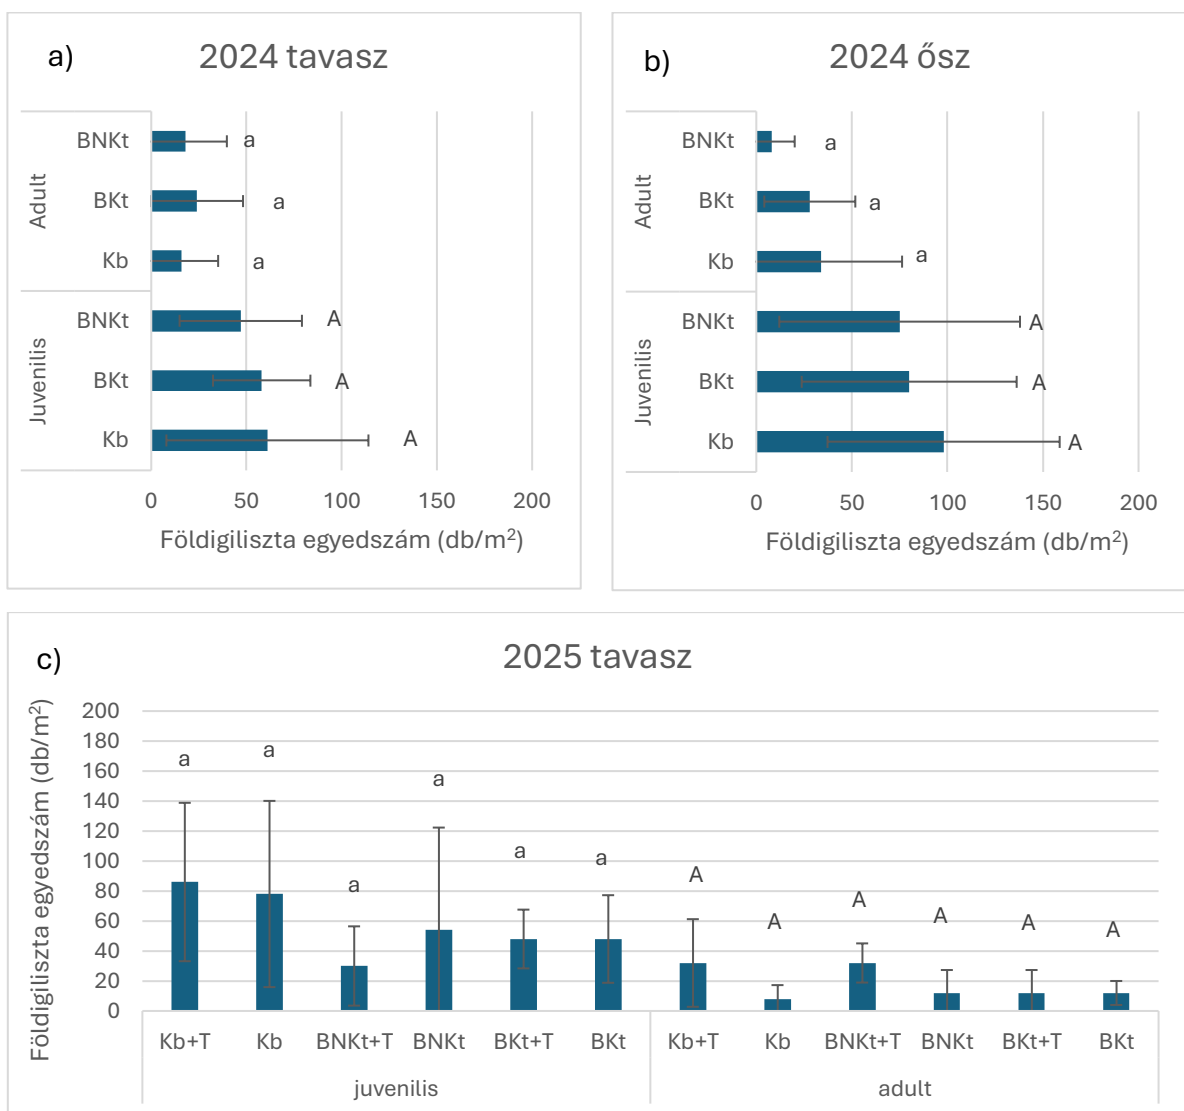 a)
2024 tavasz
Adult
BNKt
a
BKt
a
Kb
a
Juvenilis
BNKt
A
BKt
A
Kb
A
0 50 100 150 200
Földigiliszta egyedszám (db/m²)
b)
2024 ősz
Adult
BNKt
a
BKt
a
Kb
a
Juvenilis
BNKt
A
BKt
A
Kb
A
0 50 100 150 200
Földigiliszta egyedszám (db/m²)
c)
2025 tavasz
Földigiliszta egyedszám (db/m²)
200
180
160
140
120
100
80
60
40
20
0
a a a a a a A A A A A A
Kb+T Kb BNKt+T BNKt BKt+T BKt Kb+T Kb BNKt+T BNKt BKt+T BKt
juvenilis adult